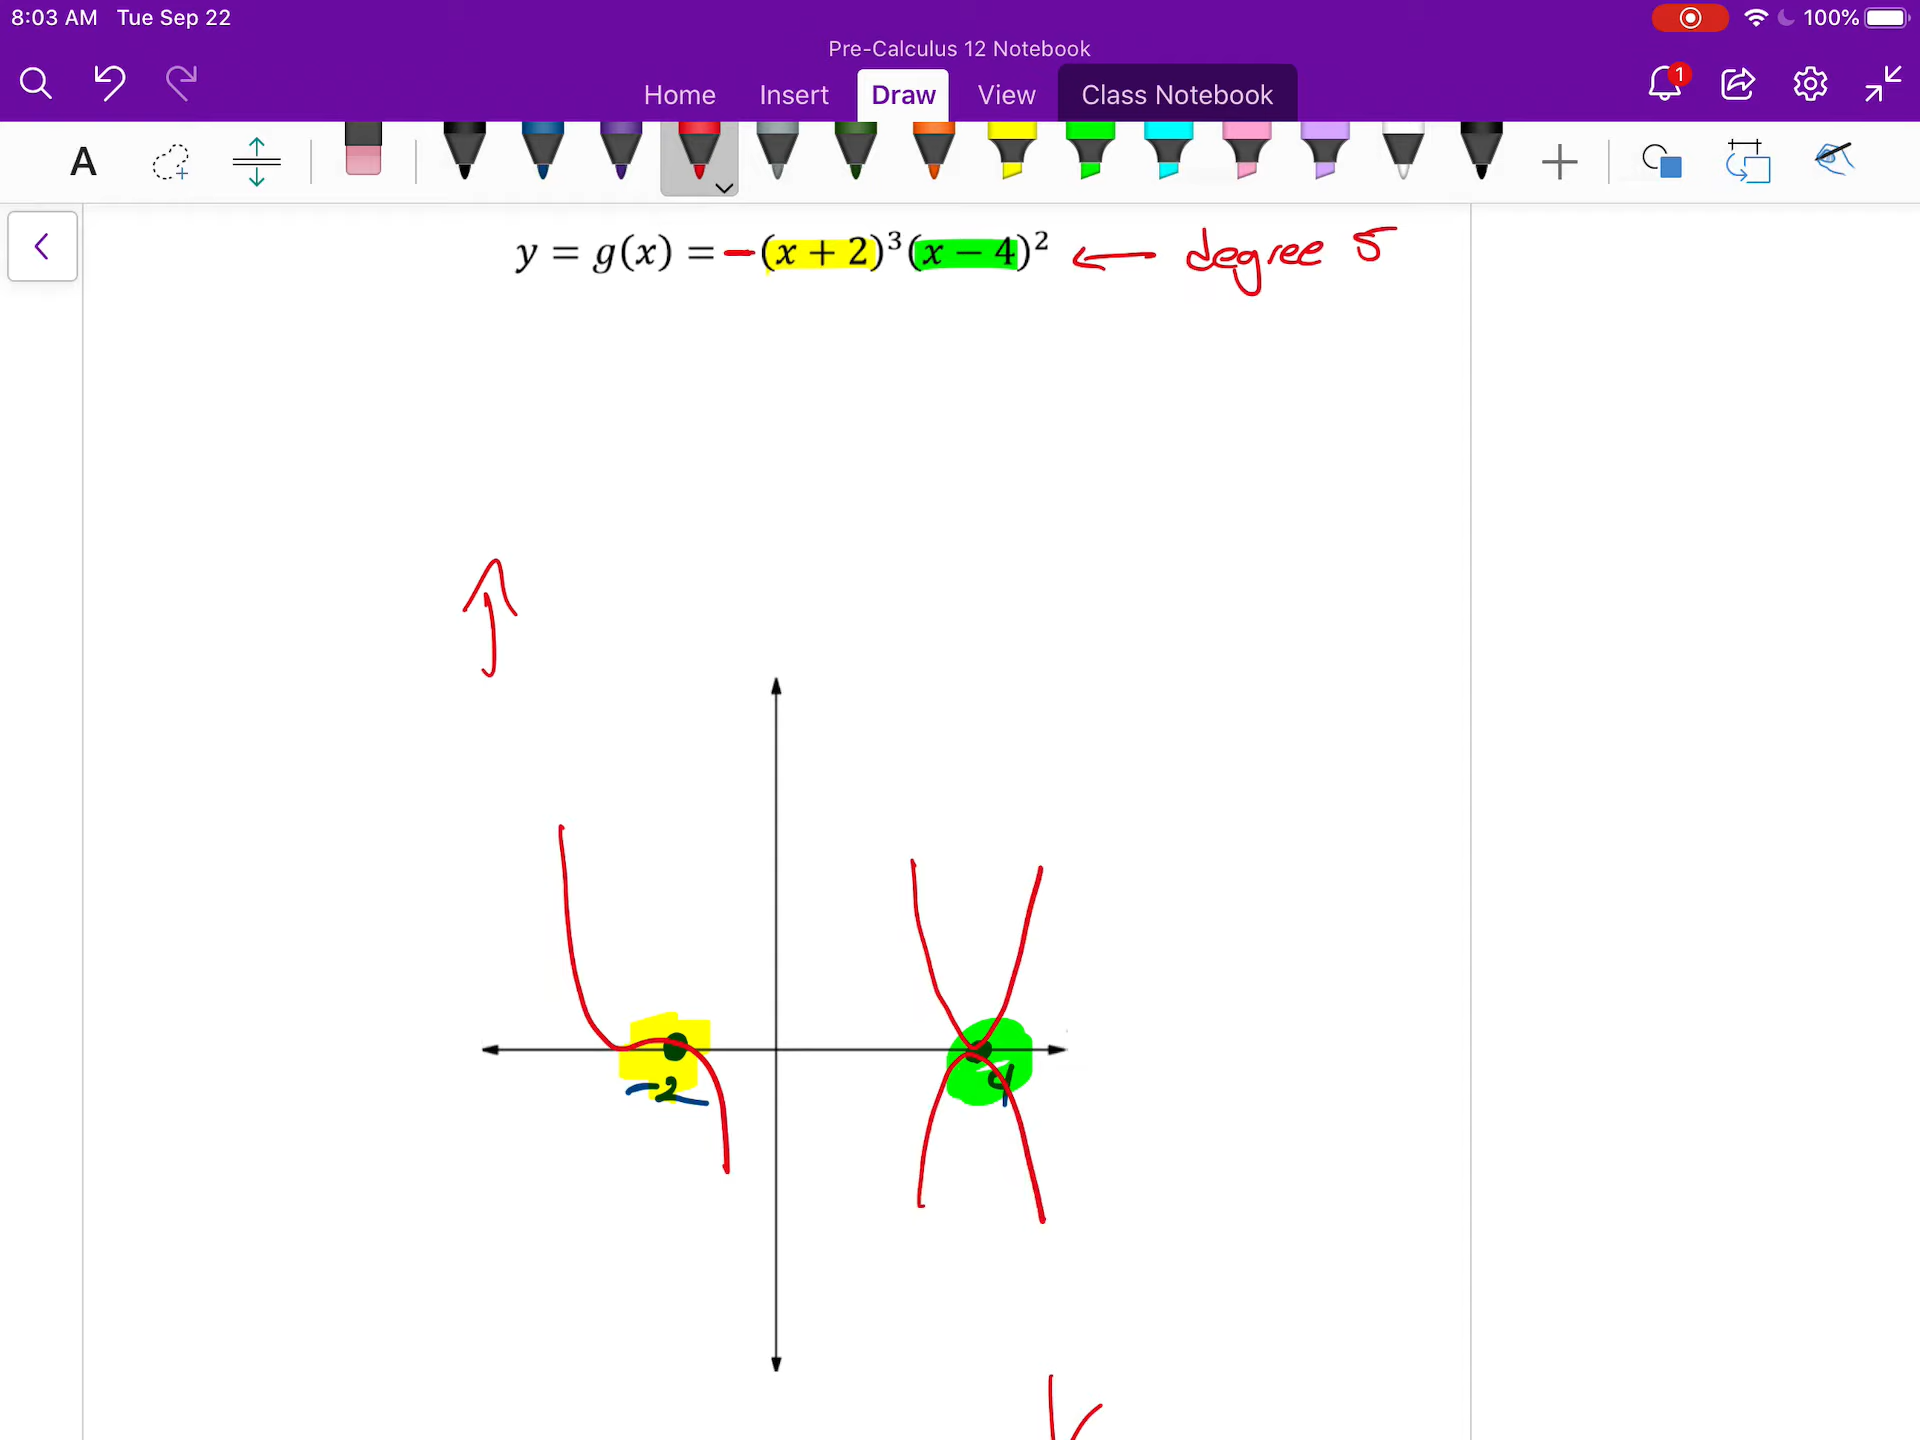 8:03 AM Tue Sep 22
100%
Pre-Calculus 12 Notebook
Home Insert Draw View Class Notebook
1
A
y = g(x) = −(x + 2)³(x − 4)² ← degree 5
−2
4